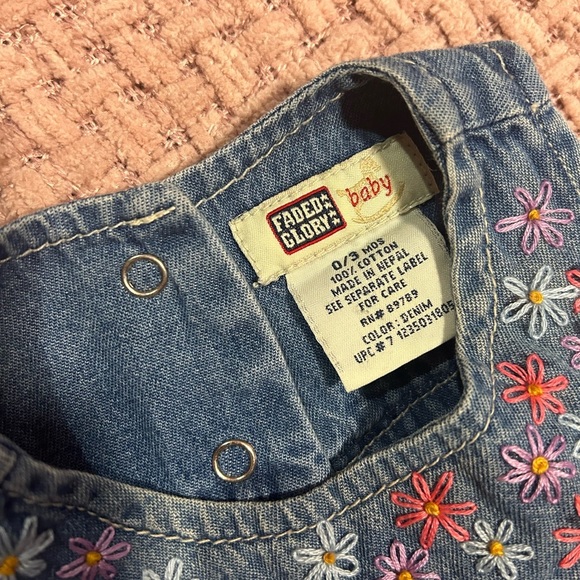 FADED
GLORY
baby
0/3 MOS
100% COTTON
MADE IN NEPAL
SEE SEPARATE LABEL
FOR CARE
RN# 89789
COLOR: DENIM
UPC # 7 1235031805